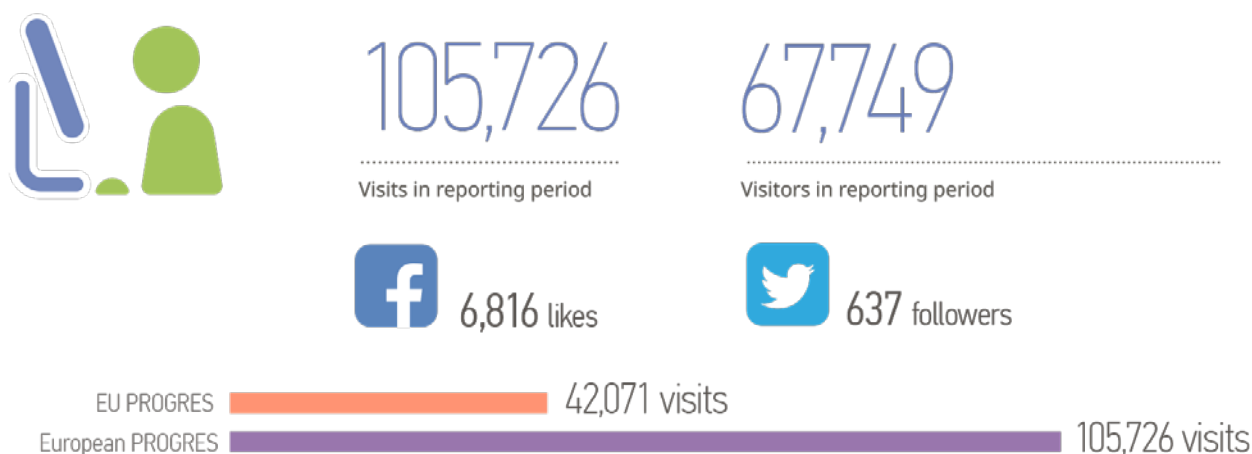 105,726
67,749
Visits in reporting period
Visitors in reporting period
6,816 likes
637 followers
EU PROGRES 42,071 visits
European PROGRES 105,726 visits